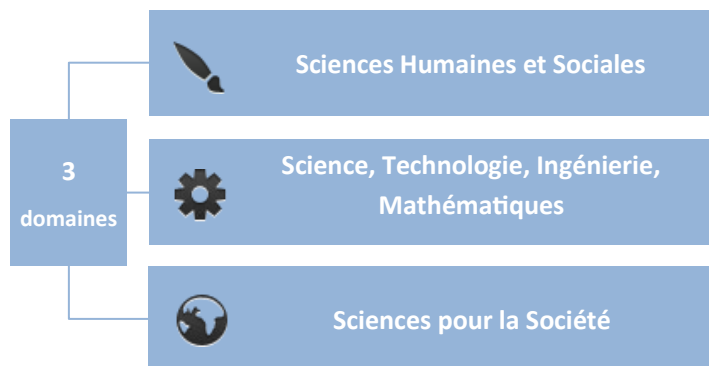 Sciences Humaines et Sociales
3
domaines
Science, Technologie, Ingénierie,
Mathématiques
Sciences pour la Société